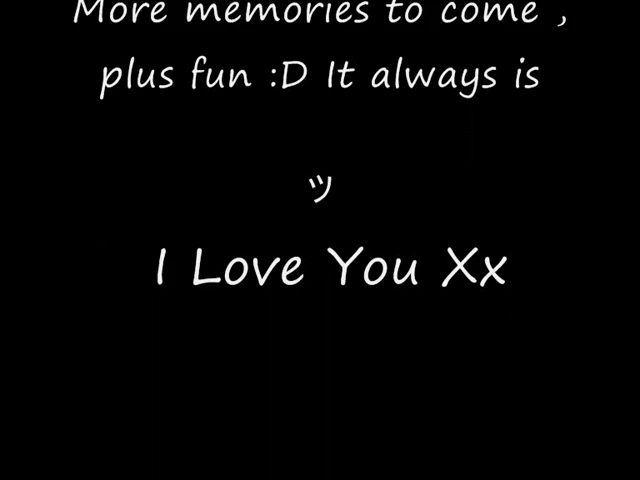 More memories to come ,
plus fun :D It always is
ツ
I Love You Xx